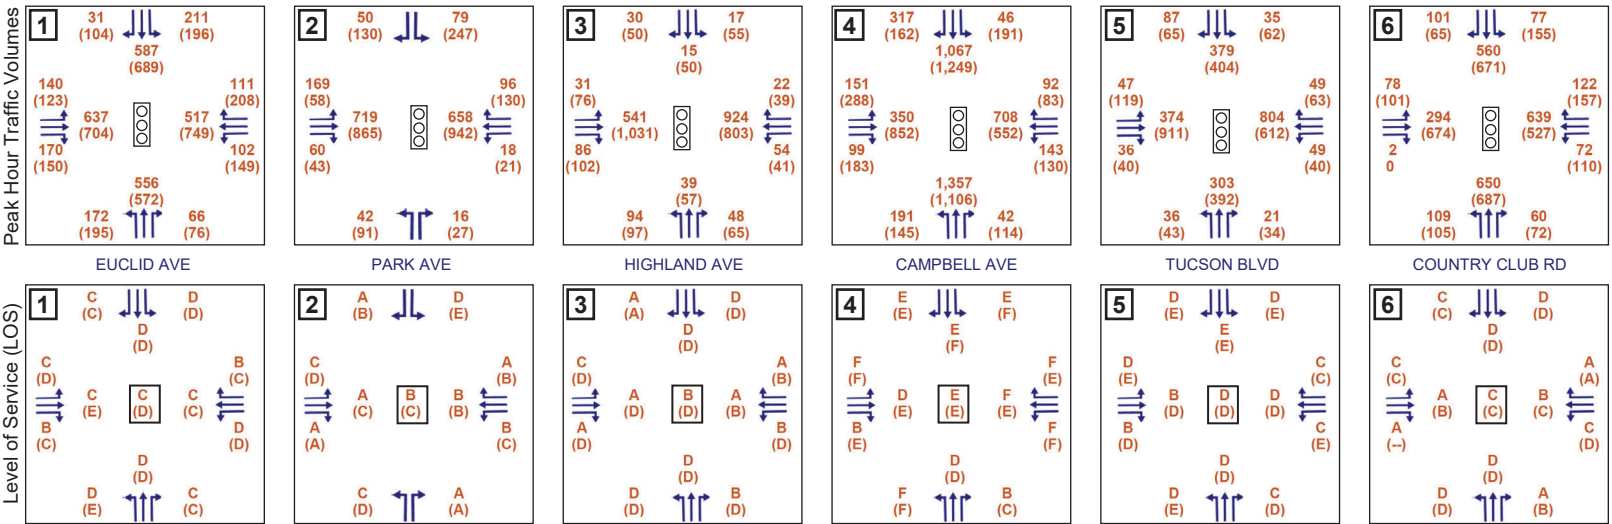 Peak Hour Traffic Volumes
1
31
(104)
211
(196)
587
(689)
140
(123)
111
(208)
637
(704)
517
(749)
170
(150)
102
(149)
556
(572)
172
(195)
66
(76)
EUCLID AVE
2
50
(130)
79
(247)
169
(58)
96
(130)
719
(865)
658
(942)
60
(43)
18
(21)
42
(91)
16
(27)
PARK AVE
3
30
(50)
17
(55)
15
(50)
31
(76)
22
(39)
541
(1,031)
924
(803)
86
(102)
54
(41)
39
(57)
94
(97)
48
(65)
HIGHLAND AVE
4
317
(162)
46
(191)
1,067
(1,249)
151
(288)
92
(83)
350
(852)
708
(552)
99
(183)
143
(130)
1,357
(1,106)
191
(145)
42
(114)
CAMPBELL AVE
5
87
(65)
35
(62)
379
(404)
47
(119)
49
(63)
374
(911)
804
(612)
36
(40)
49
(40)
303
(392)
36
(43)
21
(34)
TUCSON BLVD
6
101
(65)
77
(155)
560
(671)
78
(101)
122
(157)
294
(674)
639
(527)
2
0
72
(110)
650
(687)
109
(105)
60
(72)
COUNTRY CLUB RD
Level of Service (LOS)
1
C
(C)
D
(D)
D
(D)
C
(D)
B
(C)
C
(E)
C
(D)
C
(C)
B
(C)
D
(D)
D
(D)
D
(E)
C
(C)
2
A
(B)
D
(E)
C
(D)
A
(B)
A
(C)
B
(C)
B
(B)
A
(A)
B
(C)
C
(D)
A
(A)
3
A
(A)
D
(D)
D
(D)
C
(D)
A
(B)
A
(D)
B
(D)
A
(B)
A
(D)
B
(D)
D
(D)
D
(D)
B
(D)
4
E
(E)
E
(F)
E
(F)
F
(F)
F
(E)
D
(E)
E
(E)
F
(E)
B
(E)
F
(F)
D
(D)
F
(F)
B
(C)
5
D
(E)
D
(E)
E
(E)
D
(E)
C
(C)
B
(D)
D
(D)
D
(D)
B
(D)
C
(E)
D
(D)
D
(E)
C
(D)
6
C
(C)
D
(D)
D
(D)
C
(C)
A
(A)
A
(B)
C
(C)
B
(C)
A
(--)
C
(D)
D
(D)
D
(D)
A
(B)